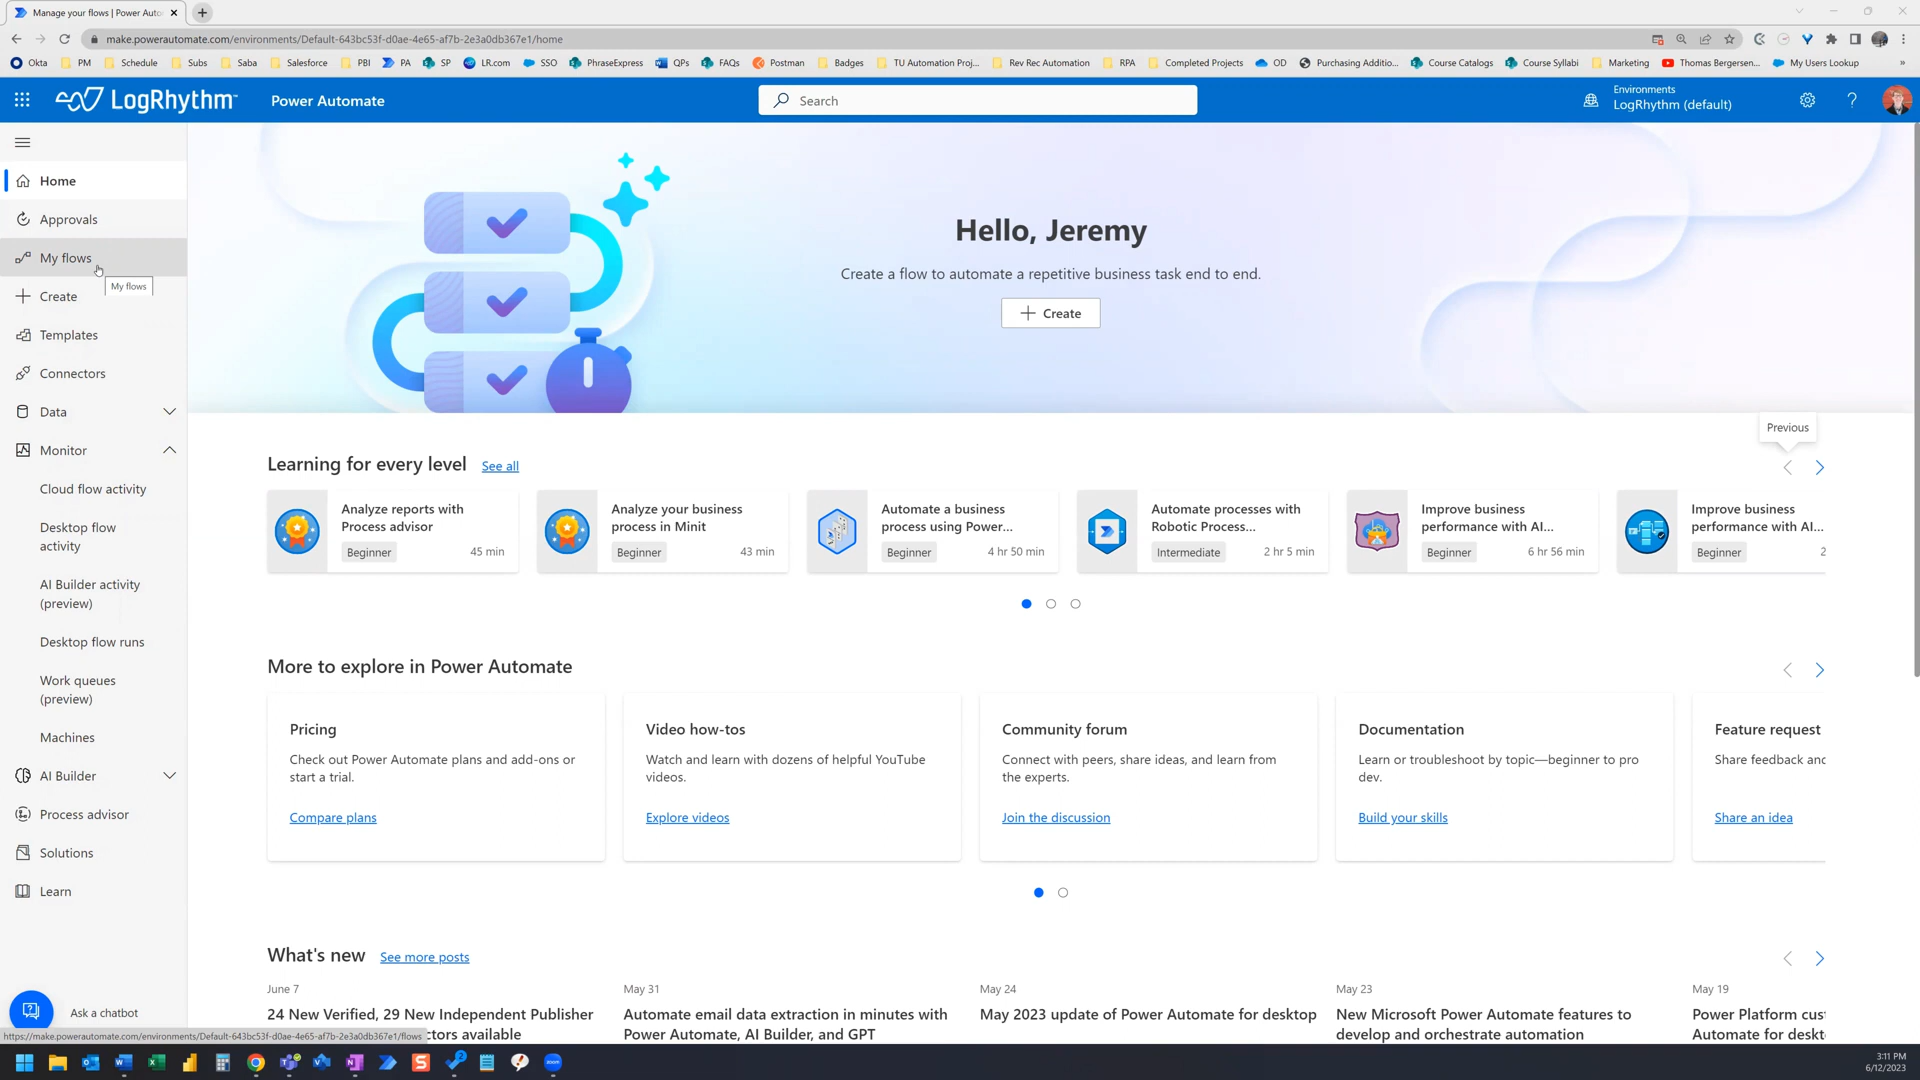 Manage your flows | Power Auto
make.powerautomate.com/environments/Default-643bc53f-d0ae-4e65-af7b-2e3a0db367e1/home
Okta PM Schedule Subs Saba Salesforce PBI PA SP LR.com SSO PhraseExpress QPs FAQs Postman Badges TU Automation Proj... Rev Rec Automation RPA Completed Projects OD Purchasing Additio... Course Catalogs Course Syllabi Marketing Thomas Bergersen... My Users Lookup »
LogRhythm Power Automate
Search
Environments
LogRhythm (default)
?
Home
Approvals
My flows
My flows
Create
Templates
Connectors
Data
Monitor
Cloud flow activity
Desktop flow
activity
AI Builder activity
(preview)
Desktop flow runs
Work queues
(preview)
Machines
AI Builder
Process advisor
Solutions
Learn
Ask a chatbot
Hello, Jeremy
Create a flow to automate a repetitive business task end to end.
Create
Previous
Learning for every level See all
Analyze reports with
Process advisor
Beginner 45 min
Analyze your business
process in Minit
Beginner 43 min
Automate a business
process using Power...
Beginner 4 hr 50 min
Automate processes with
Robotic Process...
Intermediate 2 hr 5 min
Improve business
performance with AI...
Beginner 6 hr 56 min
Improve business
performance with AI...
Beginner 2
More to explore in Power Automate
Pricing
Check out Power Automate plans and add-ons or
start a trial.
Compare plans
Video how-tos
Watch and learn with dozens of helpful YouTube
videos.
Explore videos
Community forum
Connect with peers, share ideas, and learn from
the experts.
Join the discussion
Documentation
Learn or troubleshoot by topic—beginner to pro
dev.
Build your skills
Feature request
Share feedback and
Share an idea
What's new See more posts
June 7
24 New Verified, 29 New Independent Publisher
ctors available
May 31
Automate email data extraction in minutes with
Power Automate, AI Builder, and GPT
May 24
May 2023 update of Power Automate for desktop
May 23
New Microsoft Power Automate features to
develop and orchestrate automation
May 19
Power Platform cus
Automate for deskt
https://make.powerautomate.com/environments/Default-643bc53f-d0ae-4e65-af7b-2e3a0db367e1/flows
3:11 PM
6/12/2023